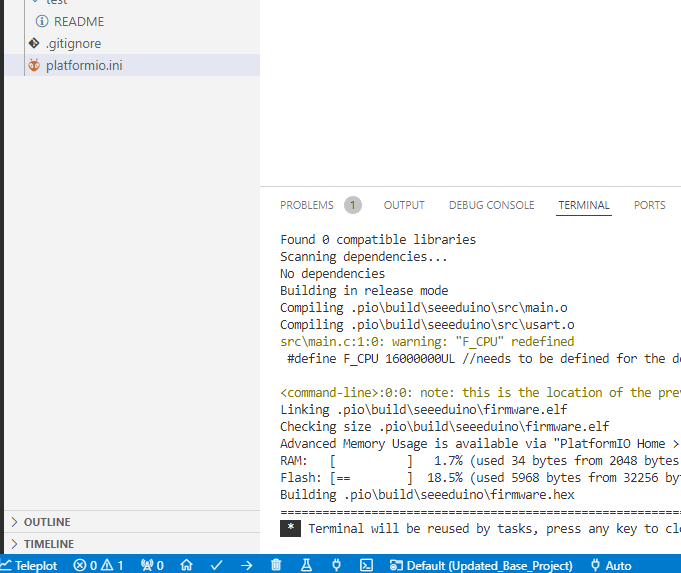 test
README
.gitignore
platformio.ini
PROBLEMS 1 OUTPUT DEBUG CONSOLE TERMINAL PORTS
Found 0 compatible libraries
Scanning dependencies...
No dependencies
Building in release mode
Compiling .pio\build\seeeduino\src\main.o
Compiling .pio\build\seeeduino\src\usart.o
src\main.c:1:0: warning: "F_CPU" redefined
#define F_CPU 16000000UL //needs to be defined for the
<command-line>:0:0: note: this is the location of the
Linking .pio\build\seeeduino\firmware.elf
Checking size .pio\build\seeeduino\firmware.elf
Advanced Memory Usage is available via "PlatformIO Home >
RAM: [          ] 1.7% (used 34 bytes from 2048 bytes
Flash: [==        ] 18.5% (used 5968 bytes from 32256
Building .pio\build\seeeduino\firmware.hex
* Terminal will be reused by tasks, press any key to
OUTLINE
TIMELINE
Teleplot 0 1 0 Default (Updated_Base_Project) Auto